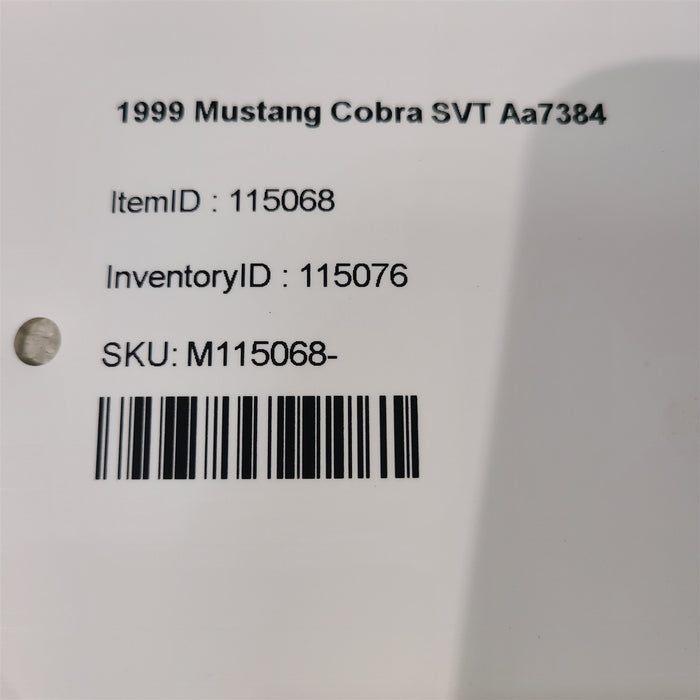 1999 Mustang Cobra SVT Aa7384
ItemID : 115068
InventoryID : 115076
SKU: M115068-